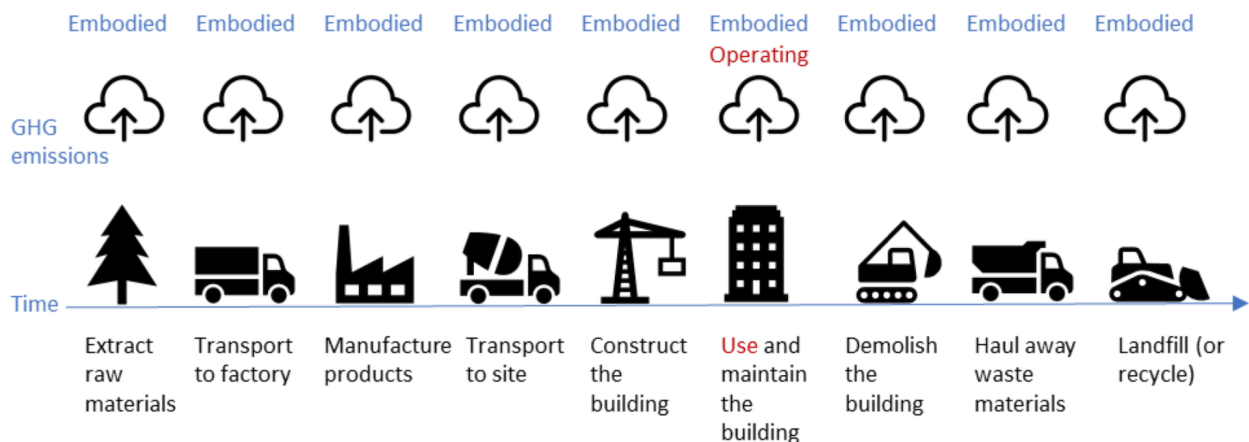 Embodied Embodied Embodied Embodied Embodied Embodied Embodied Embodied Embodied
Operating
GHG
emissions
Time
Extract
raw
materials
Transport
to factory
Manufacture
products
Transport
to site
Construct
the
building
Use and
maintain
the
building
Demolish
the
building
Haul away
waste
materials
Landfill (or
recycle)